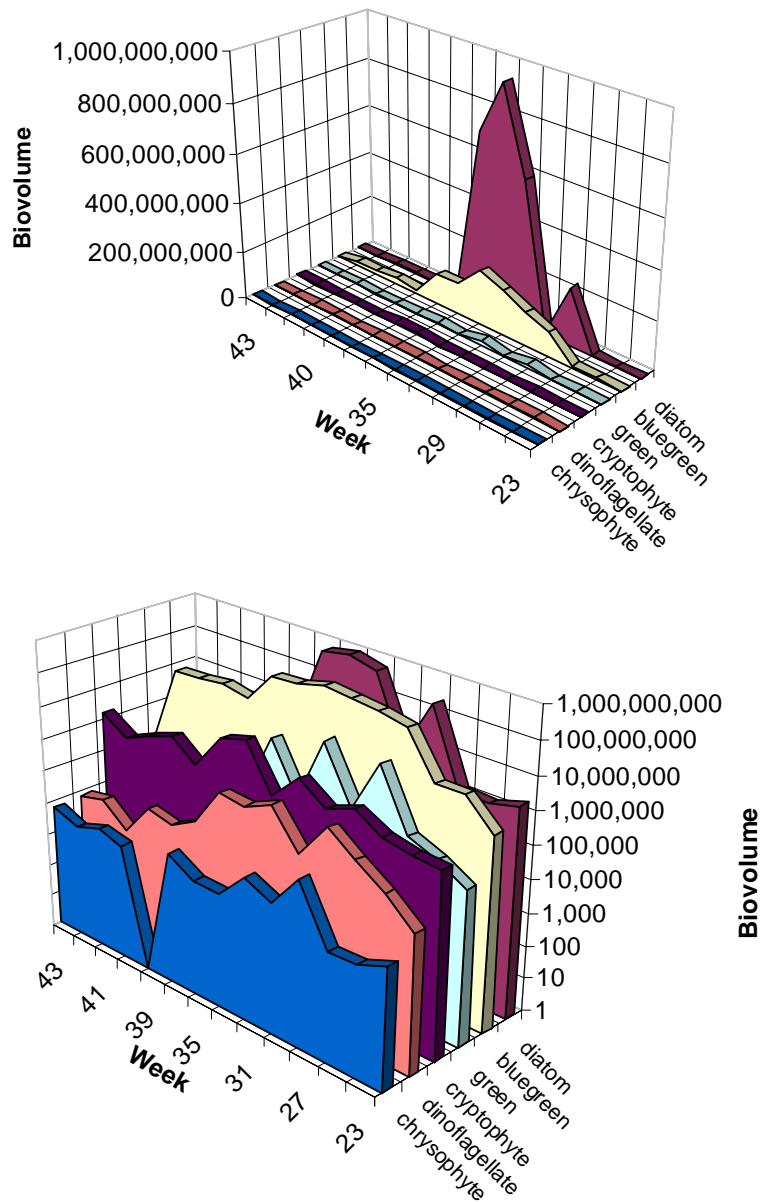 1,000,000,000
800,000,000
600,000,000
400,000,000
200,000,000
0
Biovolume
43
40
35
29
23
Week
diatom
bluegreen
green
cryptophyte
dinoflagellate
chrysophyte
1,000,000,000
100,000,000
10,000,000
1,000,000
100,000
10,000
1,000
100
10
1
Biovolume
43
41
39
35
31
27
23
Week
diatom
bluegreen
green
cryptophyte
dinoflagellate
chrysophyte